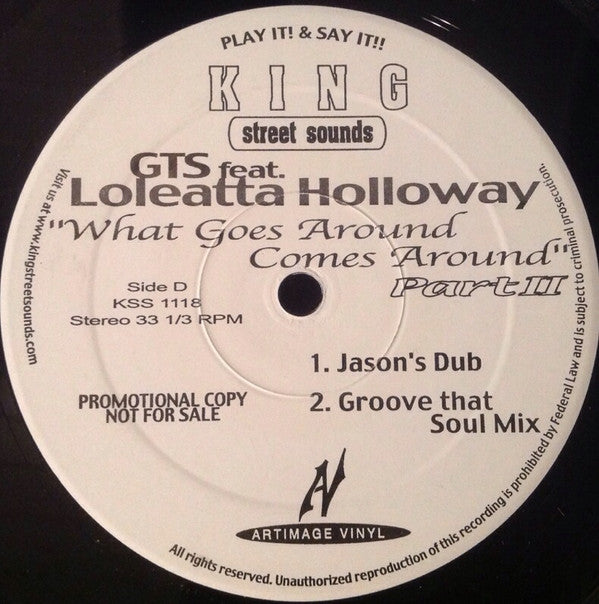 PLAY IT! & SAY IT!!
KING
street sounds
GTS feat.
Loleatta Holloway
"What Goes Around
Comes Around"
Part II
Side D
KSS 1118
Stereo 33 1/3 RPM
1. Jason's Dub
2. Groove that
Soul Mix
PROMOTIONAL COPY
NOT FOR SALE
AV
ARTIMAGE VINYL
Visit us at www.kingstreetsounds.com
All rights reserved. Unauthorized reproduction of this recording is prohibited by Federal Law and is subject to criminal prosecution.